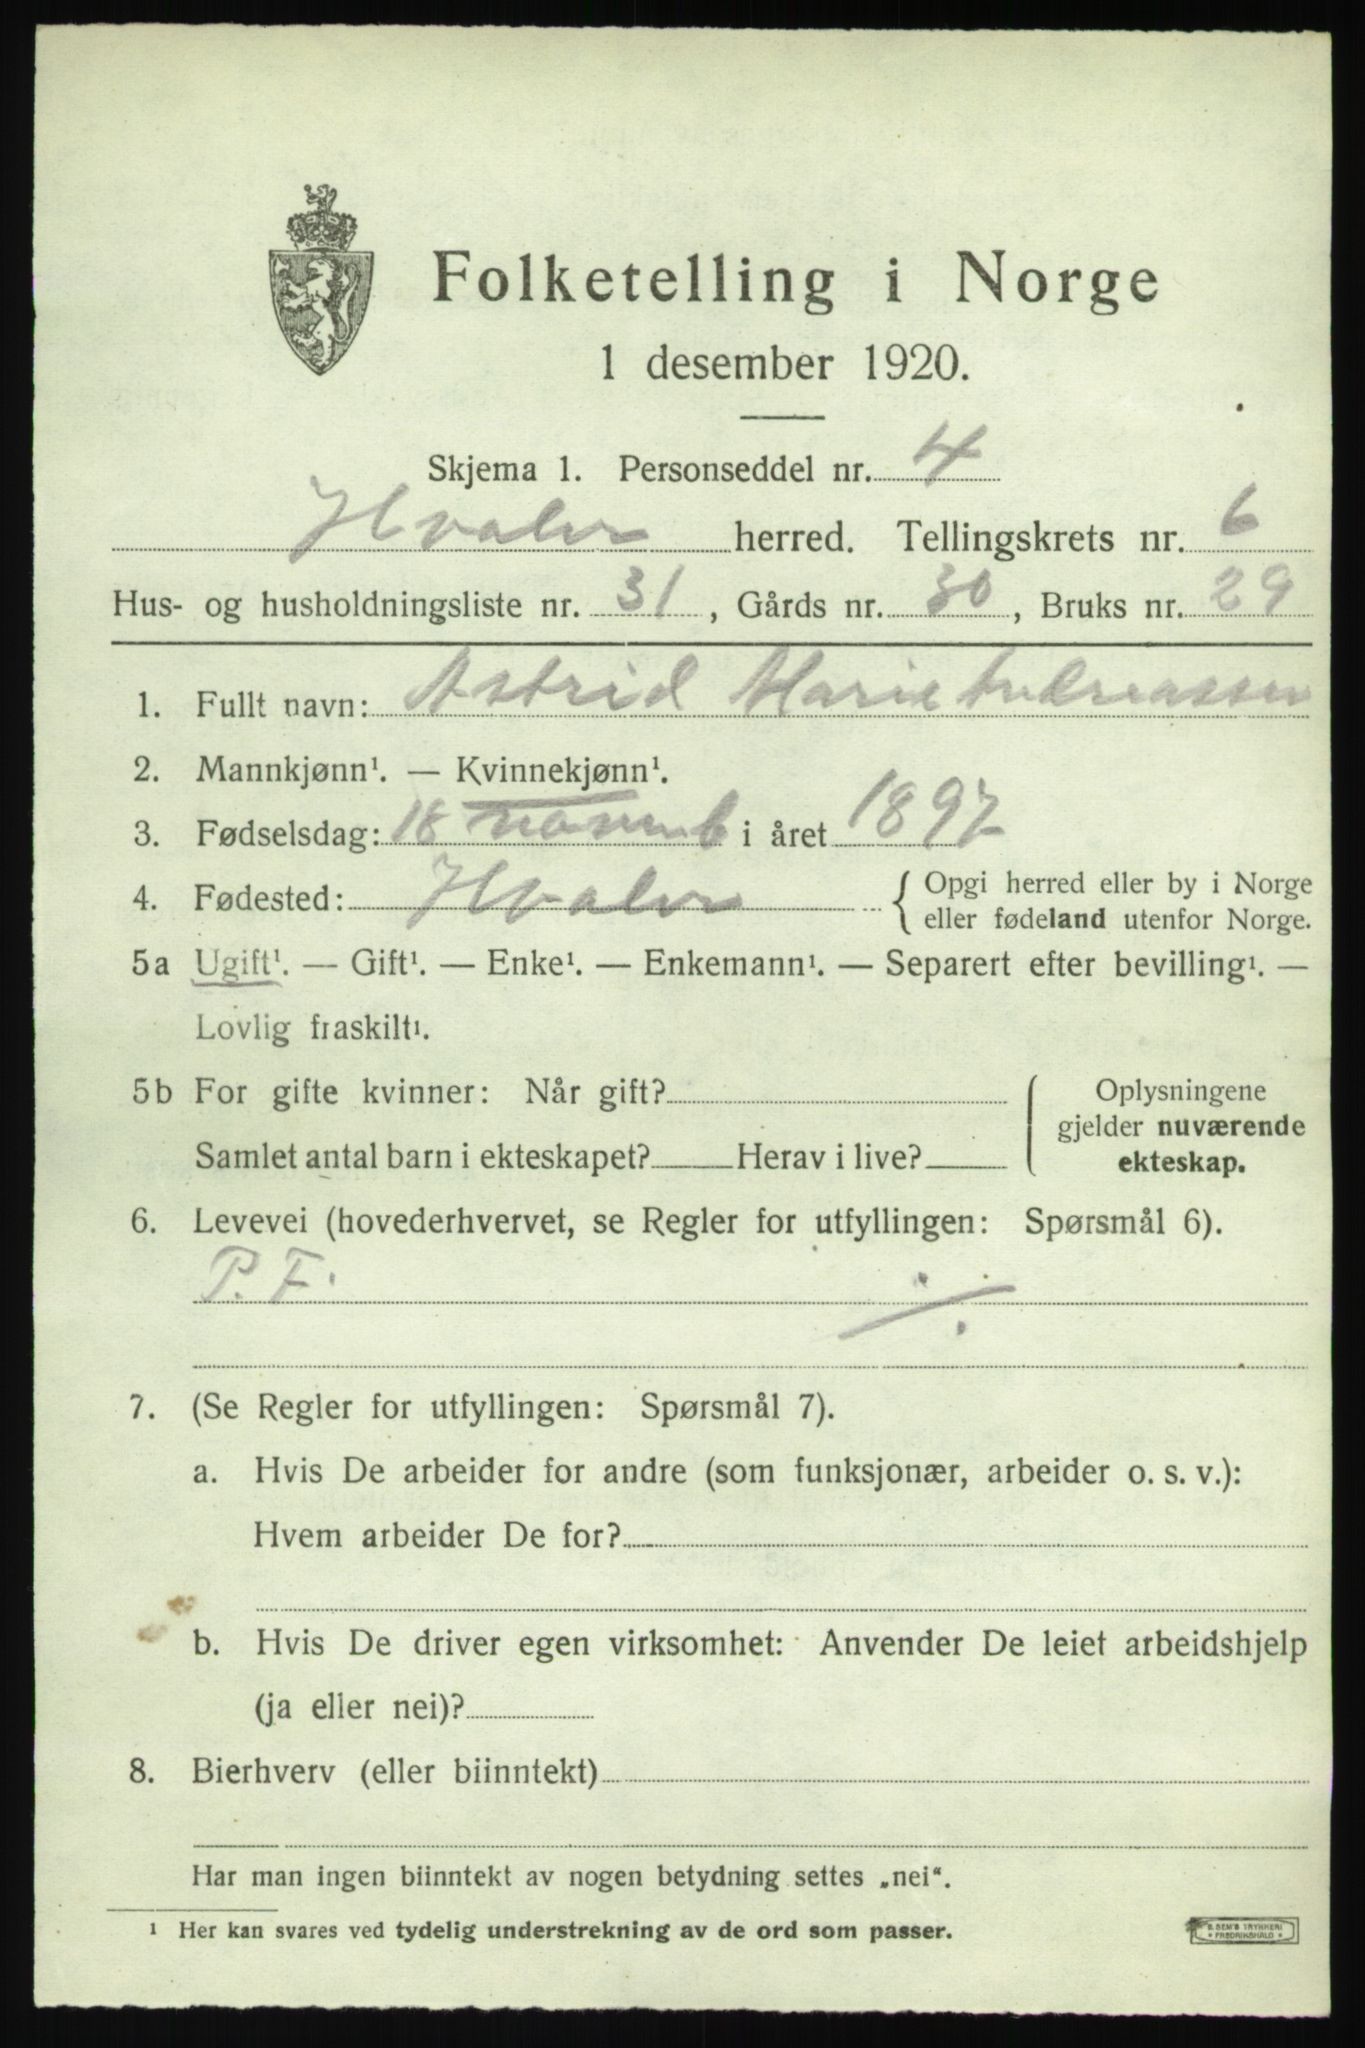 Folketelling i Norge
1 desember 1920.
Skjema 1. Personseddel nr. 4
Hvaler herred. Tellingskrets nr. 6
Hus- og husholdningsliste nr. 31, Gårds nr. 30, Bruks nr. 29
1. Fullt navn: Astrid Marie Andreassen
2. Mannkjønn¹. — Kvinnekjønn¹.
3. Fødselsdag: 18 novemb i året 1897
4. Fødested: Hvaler { Opgi herred eller by i Norge
eller fødeland utenfor Norge.
5a Ugift¹. — Gift¹. — Enke¹. — Enkemann¹. — Separert efter bevilling¹. —
Lovlig fraskilt¹.
5b For gifte kvinner: Når gift?
Samlet antal barn i ekteskapet? Herav i live?
Oplysningene
gjelder nuværende
ekteskap.
6. Levevei (hovederhvervet, se Regler for utfyllingen: Spørsmål 6).
P. F. ./.
7. (Se Regler for utfyllingen: Spørsmål 7).
a. Hvis De arbeider for andre (som funksjonær, arbeider o. s. v.):
Hvem arbeider De for?
b. Hvis De driver egen virksomhet: Anvender De leiet arbeidshjelp
(ja eller nei)?
8. Bierhverv (eller biinntekt)
Har man ingen biinntekt av nogen betydning settes „nei“.
¹ Her kan svares ved tydelig understrekning av de ord som passer.
E. SEM'S TRYKKERI
• FREDRIKSHALD •